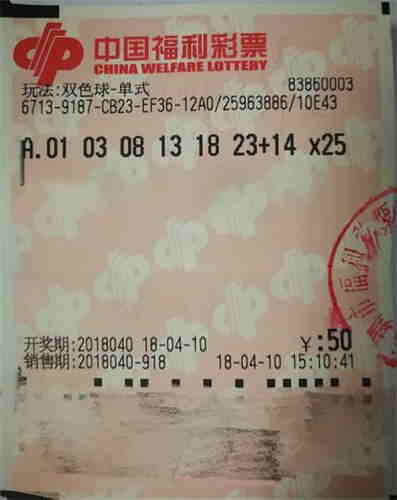 中国福利彩票
CHINA WELFARE LOTTERY
玩法:双色球-单式 83860003
6713-9187-CB23-EF36-12A0/25963886/10E43
A.01 03 08 13 18 23+14 x25
开奖期:2018040 18-04-10 ¥:50
销售期:2018040-918 18-04-10 15:10:41